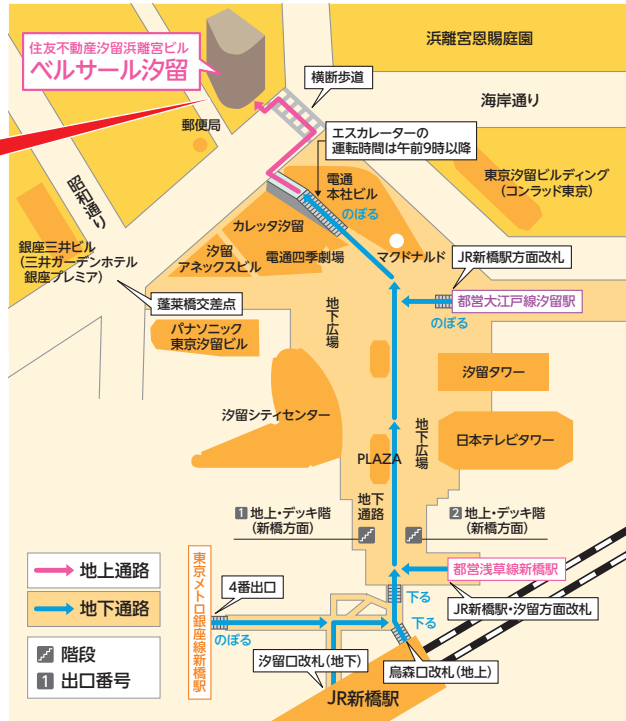 住友不動産汐留浜離宮ビル
ベルサール汐留
浜離宮恩賜庭園
横断歩道
海岸通り
郵便局
エスカレーターの
運転時間は午前9時以降
昭和通り
電通
本社ビル
東京汐留ビルディング
(コンラッド東京)
のぼる
カレッタ汐留
銀座三井ビル
(三井ガーデンホテル
銀座プレミア)
汐留
アネックスビル
電通四季劇場
マクドナルド
JR新橋駅方面改札
蓬莱橋交差点
地下広場
都営大江戸線汐留駅
のぼる
パナソニック
東京汐留ビル
汐留タワー
汐留シティセンター
地下広場
日本テレビタワー
PLAZA
地下
通路
1 地上・デッキ階
(新橋方面)
2 地上・デッキ階
(新橋方面)
地上通路
地下通路
階段
1 出口番号
東京メトロ銀座線新橋駅
4番出口
のぼる
都営浅草線新橋駅
下る
JR新橋駅・汐留方面改札
下る
汐留口改札(地下)
烏森口改札(地上)
JR新橋駅